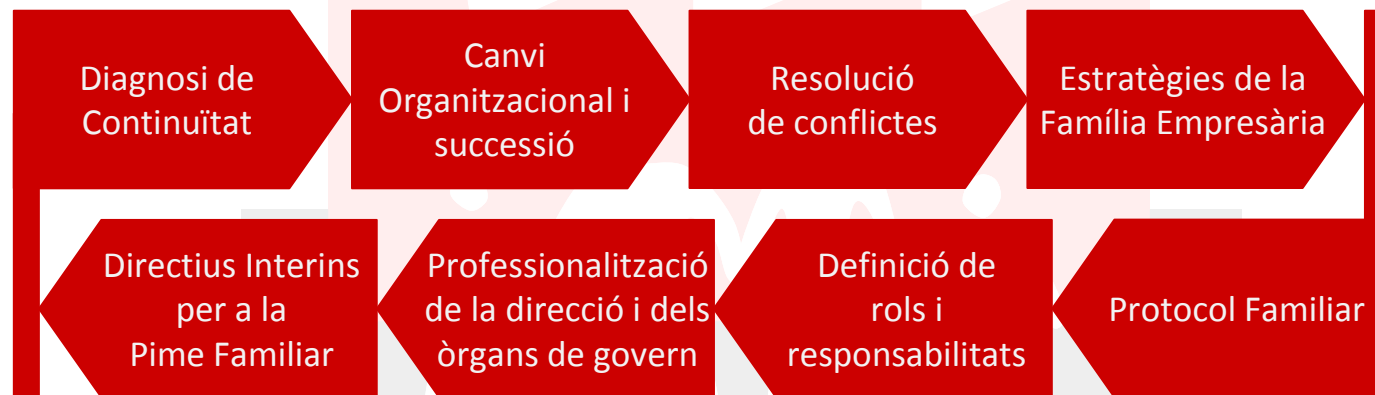 Diagnosi de
Continuïtat
Canvi
Organitzacional i
successió
Resolució
de conflictes
Estratègies de la
Família Empresària
Protocol Familiar
Definició de
rols i
responsabilitats
Professionalització
de la direcció i dels
òrgans de govern
Directius Interins
per a la
Pime Familiar